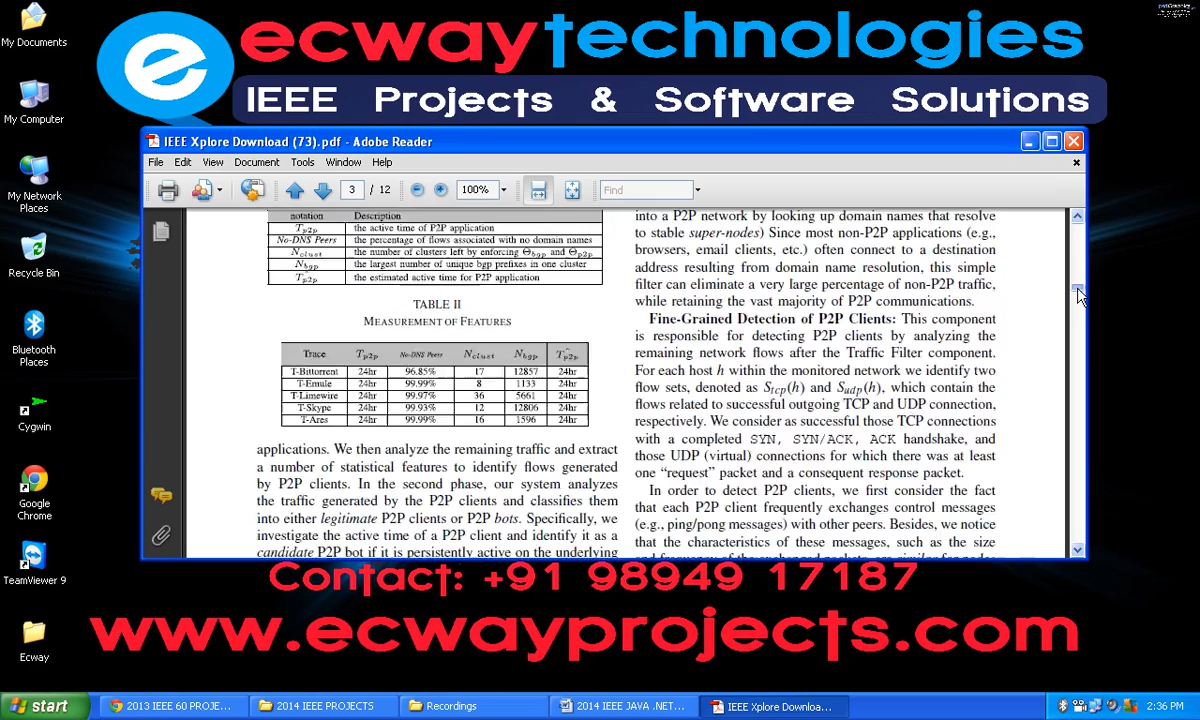 My Documents
My Computer
My Network
Places
Recycle Bin
Bluetooth
Places
Cygwin
Google
Chrome
TeamViewer 9
Ecway
e ecwaytechnologies
IEEE Projects & Software Solutions
IEEE Xplore Download (73).pdf - Adobe Reader
File Edit View Document Tools Window Help
3 / 12 100% Find
notation Description
T_p2p the active time of P2P application
No-DNS Peers the percentage of flows associated with no domain names
N_clust the number of clusters left by enforcing Θ_bgp and Θ_p2p
N_bgp the largest number of unique bgp prefixes in one cluster
T̂_p2p the estimated active time for P2P application
TABLE II
MEASUREMENT OF FEATURES
Trace T_p2p No-DNS Peers N_clust N_bgp T̂_p2p
T-Bittorrent 24hr 96.85% 17 12857 24hr
T-Emule 24hr 99.99% 8 1133 24hr
T-Limewire 24hr 99.97% 36 5661 24hr
T-Skype 24hr 99.93% 12 12806 24hr
T-Ares 24hr 99.99% 16 1596 24hr
applications. We then analyze the remaining traffic and extract
a number of statistical features to identify flows generated
by P2P clients. In the second phase, our system analyzes
the traffic generated by the P2P clients and classifies them
into either legitimate P2P clients or P2P bots. Specifically, we
investigate the active time of a P2P client and identify it as a
candidate P2P bot if it is persistently active on the underlying
into a P2P network by looking up domain names that resolve
to stable super-nodes) Since most non-P2P applications (e.g.,
browsers, email clients, etc.) often connect to a destination
address resulting from domain name resolution, this simple
filter can eliminate a very large percentage of non-P2P traffic,
while retaining the vast majority of P2P communications.
Fine-Grained Detection of P2P Clients: This component
is responsible for detecting P2P clients by analyzing the
remaining network flows after the Traffic Filter component.
For each host h within the monitored network we identify two
flow sets, denoted as S_tcp(h) and S_udp(h), which contain the
flows related to successful outgoing TCP and UDP connection,
respectively. We consider as successful those TCP connections
with a completed SYN, SYN/ACK, ACK handshake, and
those UDP (virtual) connections for which there was at least
one “request” packet and a consequent response packet.
In order to detect P2P clients, we first consider the fact
that each P2P client frequently exchanges control messages
(e.g., ping/pong messages) with other peers. Besides, we notice
that the characteristics of these messages, such as the size
Contact: +91 98949 17187
www.ecwayprojects.com
start 2013 IEEE 60 PROJE... 2014 IEEE PROJECTS Recordings 2014 IEEE JAVA .NET... IEEE Xplore Downloa... 2:36 PM